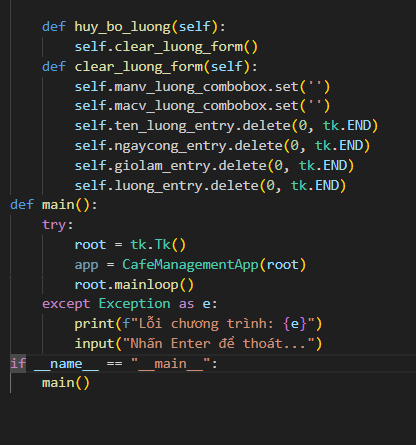 def huy_bo_luong(self):
        self.clear_luong_form()
    def clear_luong_form(self):
        self.manv_luong_combobox.set('')
        self.macv_luong_combobox.set('')
        self.ten_luong_entry.delete(0, tk.END)
        self.ngaycong_entry.delete(0, tk.END)
        self.giolam_entry.delete(0, tk.END)
        self.luong_entry.delete(0, tk.END)
def main():
    try:
        root = tk.Tk()
        app = CafeManagementApp(root)
        root.mainloop()
    except Exception as e:
        print(f"Lỗi chương trình: {e}")
        input("Nhấn Enter để thoát...")
if __name__ == "__main__":
    main()